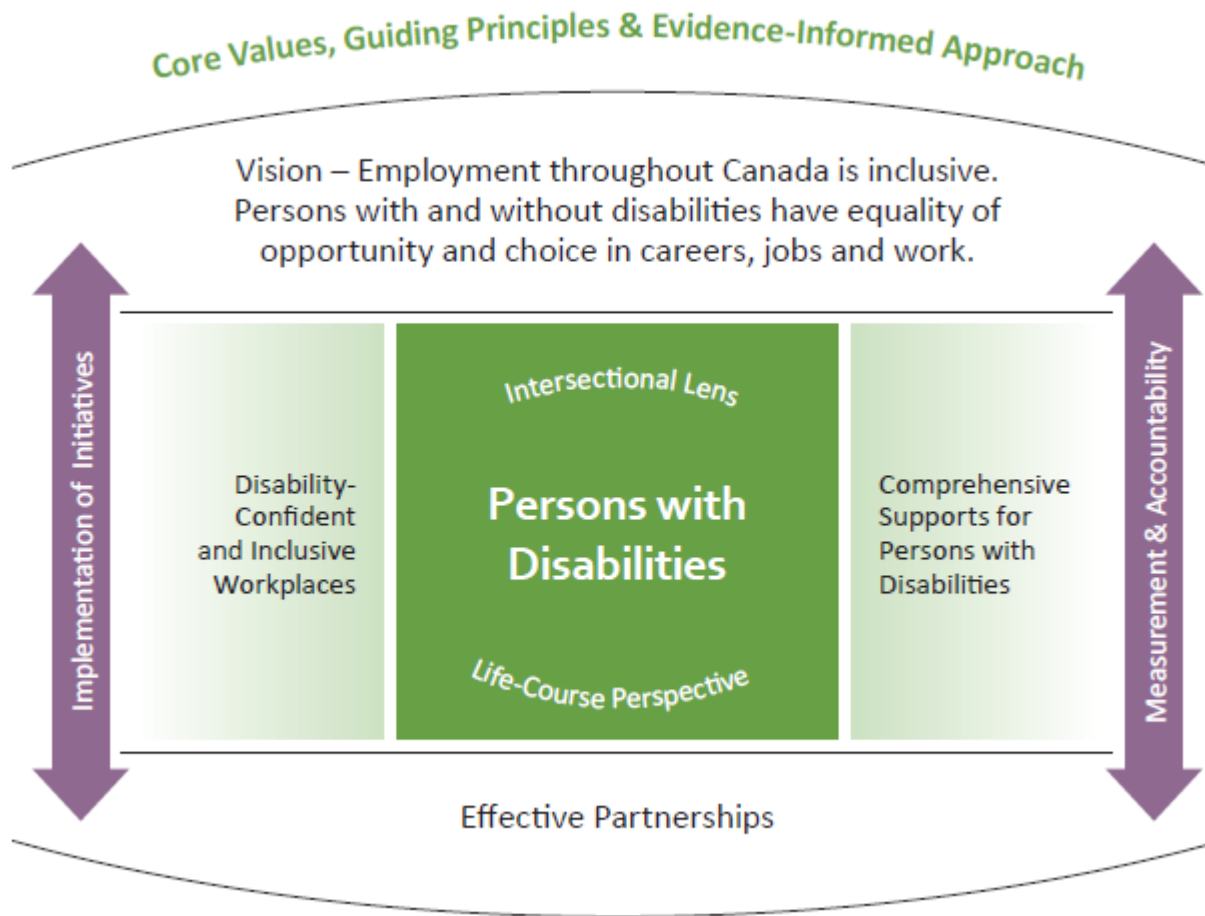 Core Values, Guiding Principles & Evidence-Informed Approach
Vision – Employment throughout Canada is inclusive.
Persons with and without disabilities have equality of
opportunity and choice in careers, jobs and work.
Implementation of Initiatives
Disability-
Confident
and Inclusive
Workplaces
Intersectional Lens
Persons with
Disabilities
Life-Course Perspective
Comprehensive
Supports for
Persons with
Disabilities
Measurement & Accountability
Effective Partnerships